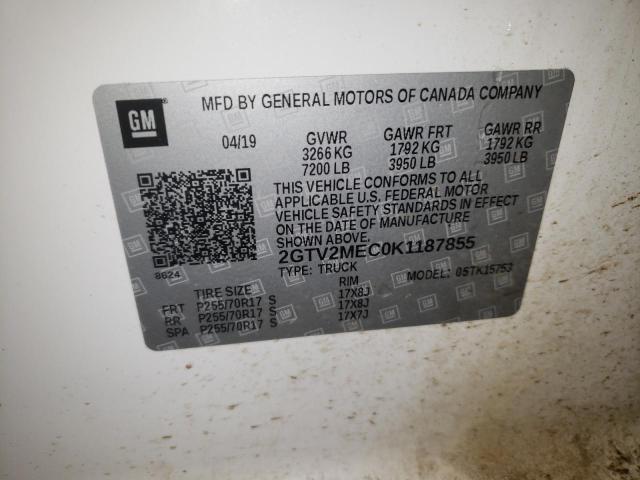 GM
MFD BY GENERAL MOTORS OF CANADA COMPANY
04/19 GVWR GAWR FRT GAWR RR
3266 KG 1792 KG 1792 KG
7200 LB 3950 LB 3950 LB
THIS VEHICLE CONFORMS TO ALL
APPLICABLE U.S. FEDERAL MOTOR
VEHICLE SAFETY STANDARDS IN EFFECT
ON THE DATE OF MANUFACTURE
SHOWN ABOVE.
8624
2GTV2MEC0K1187855
TYPE: TRUCK MODEL: 05TK15753
TIRE SIZE: RIM
FRT P255/70R17 S 17X8J
RR P255/70R17 S 17X8J
SPA P255/70R17 S 17X7J